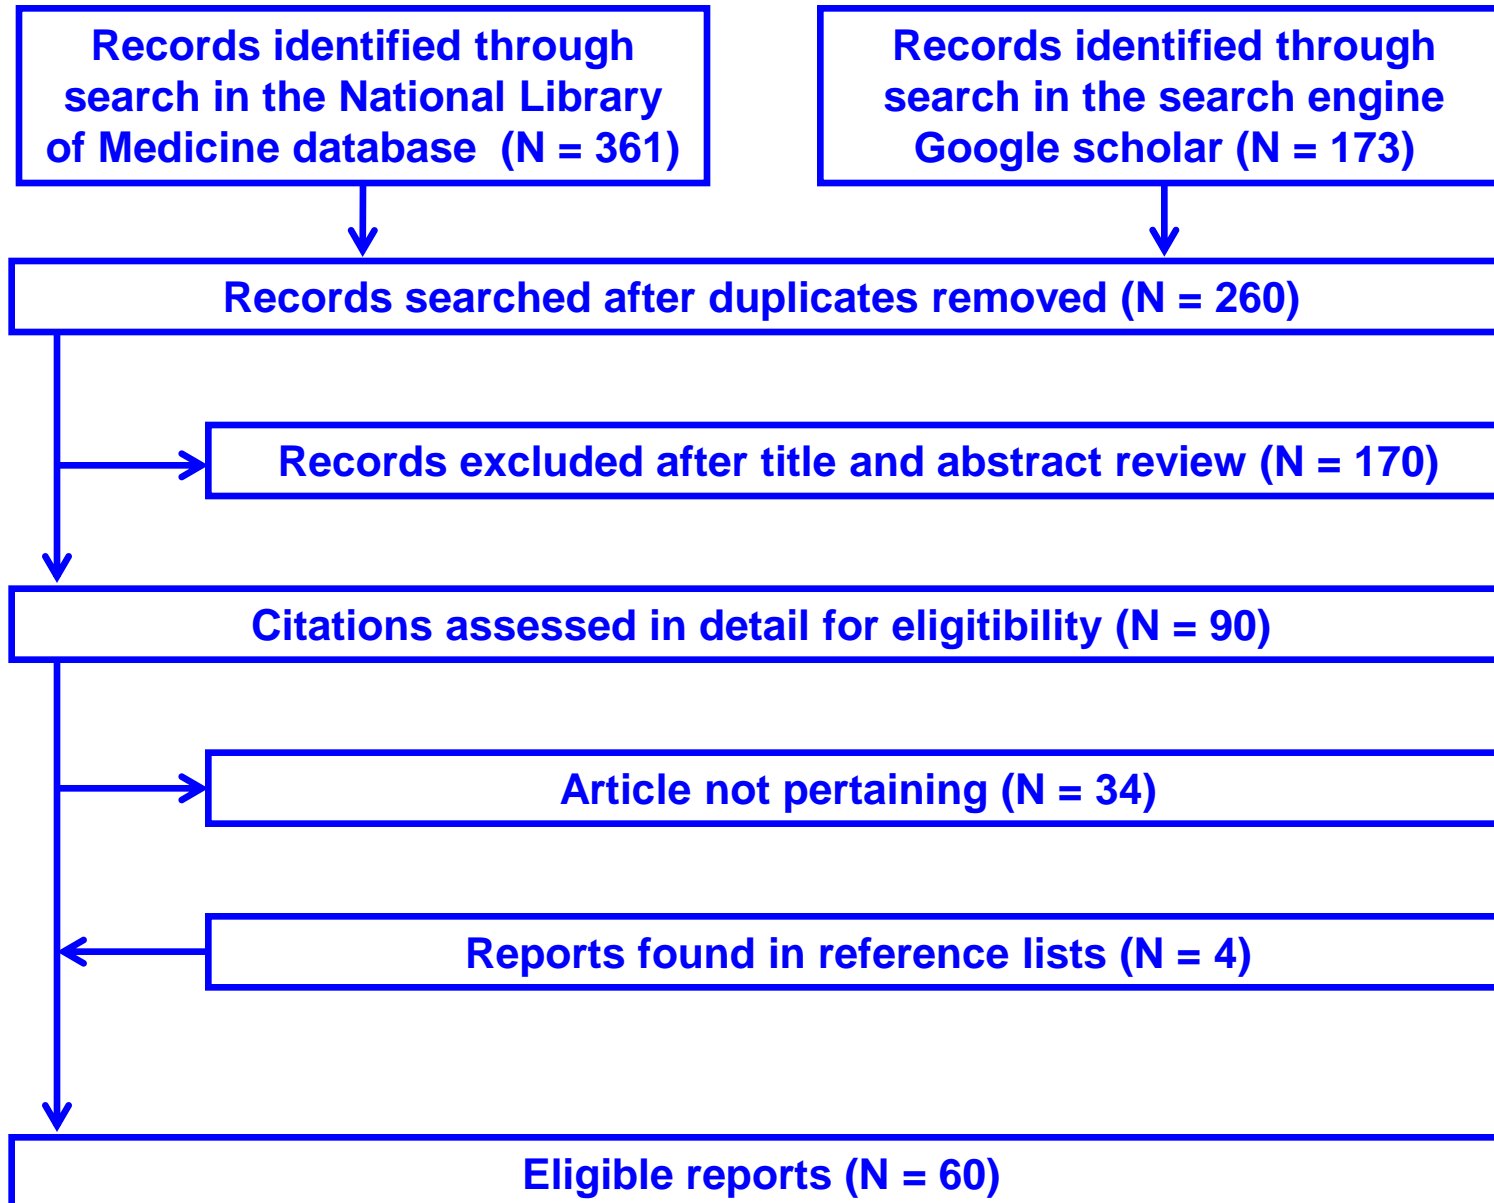 Records identified through
search in the National Library
of Medicine database  (N = 361)
Records identified through
search in the search engine
Google scholar (N = 173)
Records searched after duplicates removed (N = 260)
Records excluded after title and abstract review (N = 170)
Citations assessed in detail for eligitibility (N = 90)
Article not pertaining (N = 34)
Reports found in reference lists (N = 4)
Eligible reports (N = 60)